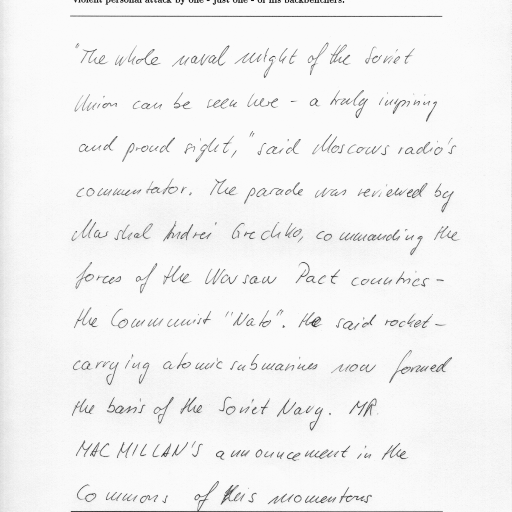 violent personal attack by one - just one - of his backbenchers.
"The whole naval might of the Soviet
Union can be seen here - a truly inspiring
and proud sight," said Moscows radio's
commentator. The parade was reviewed by
Marshal Andrei Grechko, commanding the
forces of the Warsaw Pact countries-
the Communist "Nato". He said rocket-
carrying atomic submarines now formed
the basis of the Soviet Navy. MR
MACMILLAN'S announcement in the
Commons of this momentous